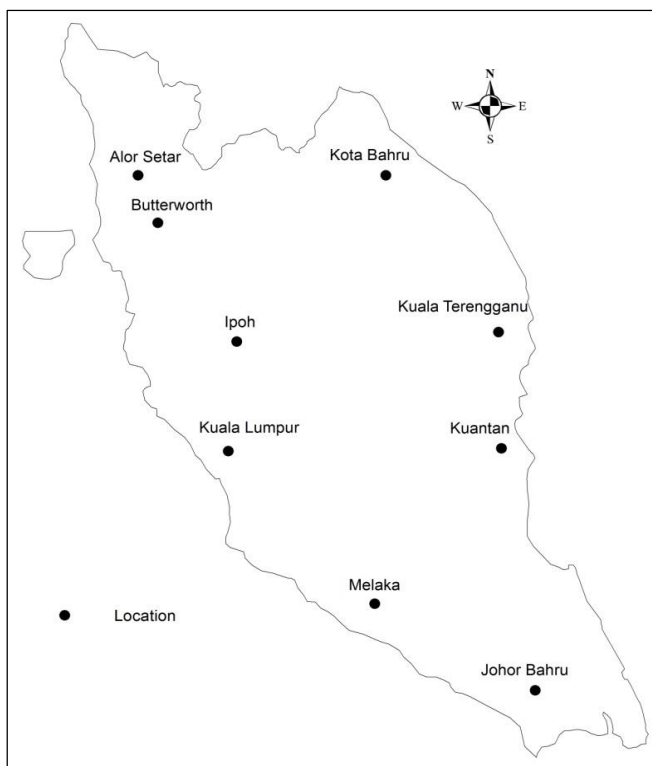 N
W E
S
Alor Setar
Kota Bahru
Butterworth
Kuala Terengganu
Ipoh
Kuala Lumpur
Kuantan
Melaka
Location
Johor Bahru